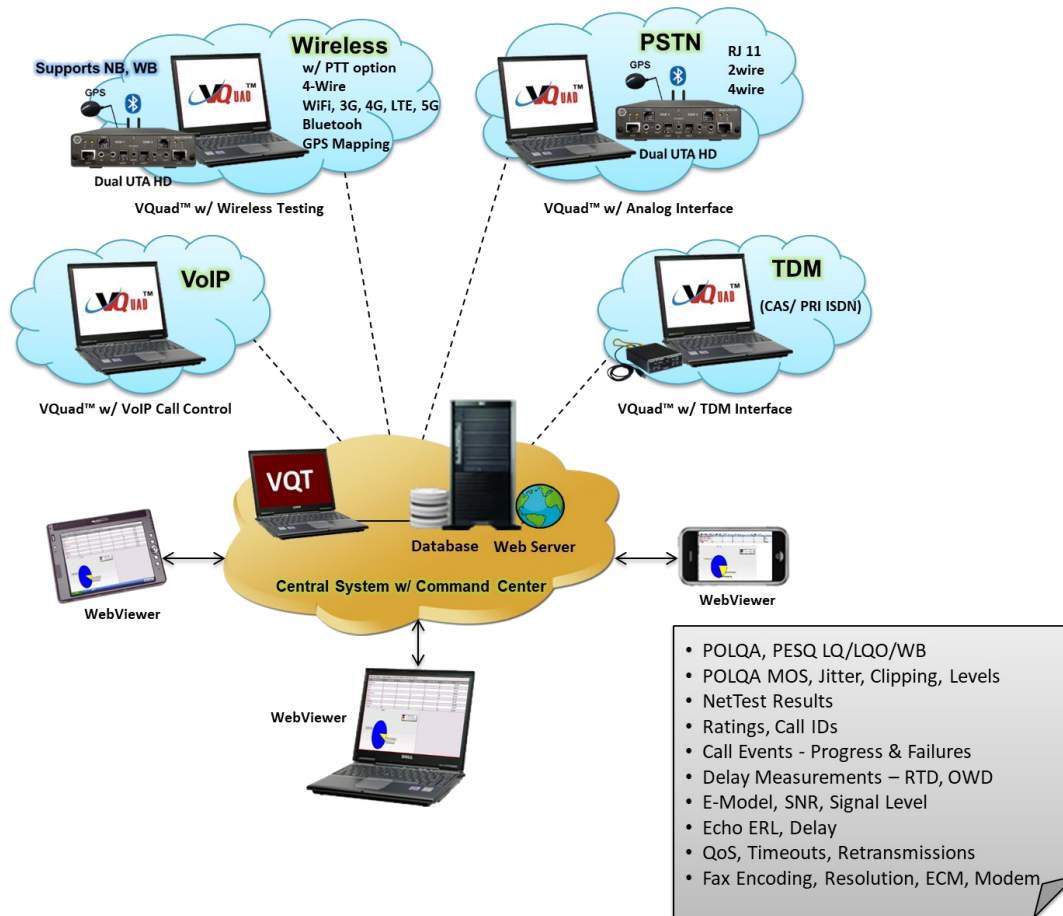 Wireless
Supports NB, WB
w/ PTT option
4-Wire
WiFi, 3G, 4G, LTE, 5G
Bluetooh
GPS Mapping
GPS
VQUAD™
Dual UTA HD
VQuad™ w/ Wireless Testing
PSTN
RJ 11
2wire
4wire
GPS
VQUAD™
Dual UTA HD
VQuad™ w/ Analog Interface
VoIP
VQUAD™
VQuad™ w/ VoIP Call Control
TDM
(CAS/ PRI ISDN)
VQUAD™
VQuad™ w/ TDM Interface
VQT
Database
Web Server
Central System w/ Command Center
WebViewer
WebViewer
WebViewer
DELL
• POLQA, PESQ LQ/LQO/WB
• POLQA MOS, Jitter, Clipping, Levels
• NetTest Results
• Ratings, Call IDs
• Call Events - Progress & Failures
• Delay Measurements – RTD, OWD
• E-Model, SNR, Signal Level
• Echo ERL, Delay
• QoS, Timeouts, Retransmissions
• Fax Encoding, Resolution, ECM, Modem